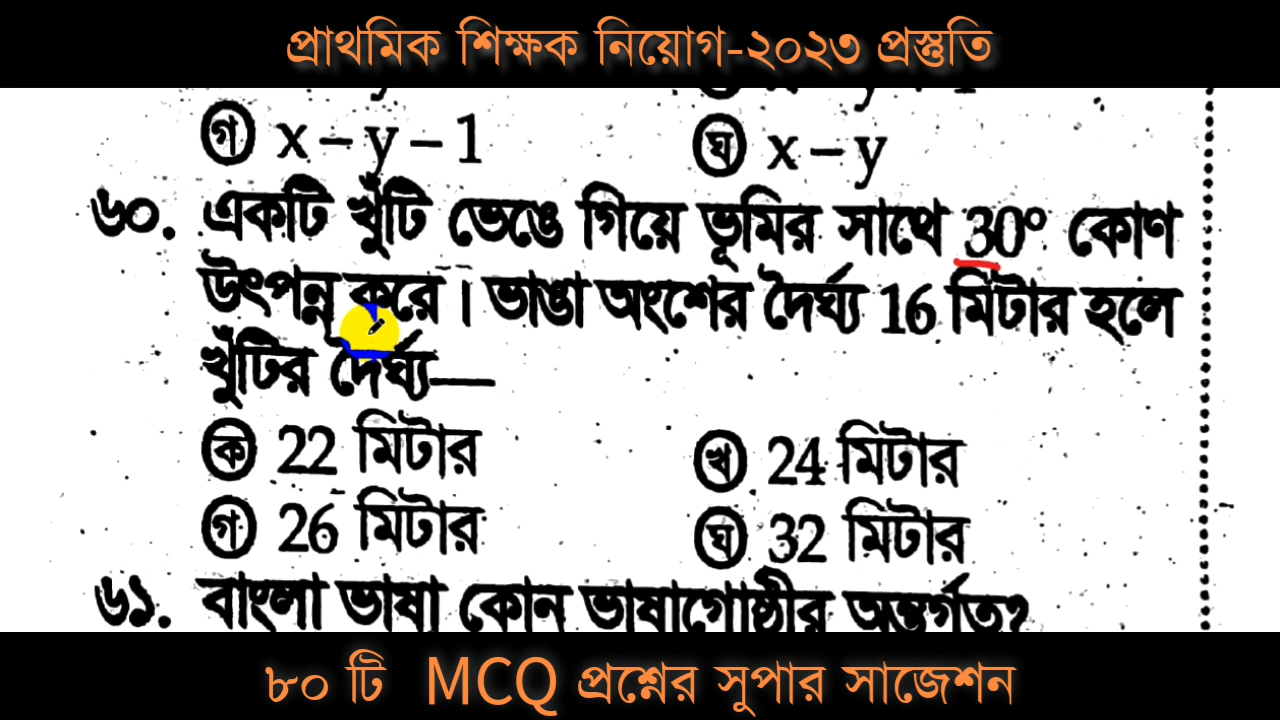 প্রাথমিক শিক্ষক নিয়োগ-২০২৩ প্রস্তুতি
গ x – y – 1 ঘ x – y
৬০. একটি খুঁটি ভেঙে গিয়ে ভূমির সাথে 30° কোণ
উৎপন্ন করে। ভাঙা অংশের দৈর্ঘ্য 16 মিটার হলে
খুঁটির দৈর্ঘ্য—
ক 22 মিটার খ 24 মিটার
গ 26 মিটার ঘ 32 মিটার
৬১. বাংলা ভাষা কোন ভাষাগোষ্ঠীর অন্তর্গত?
৮০ টি MCQ প্রশ্নের সুপার সাজেশন